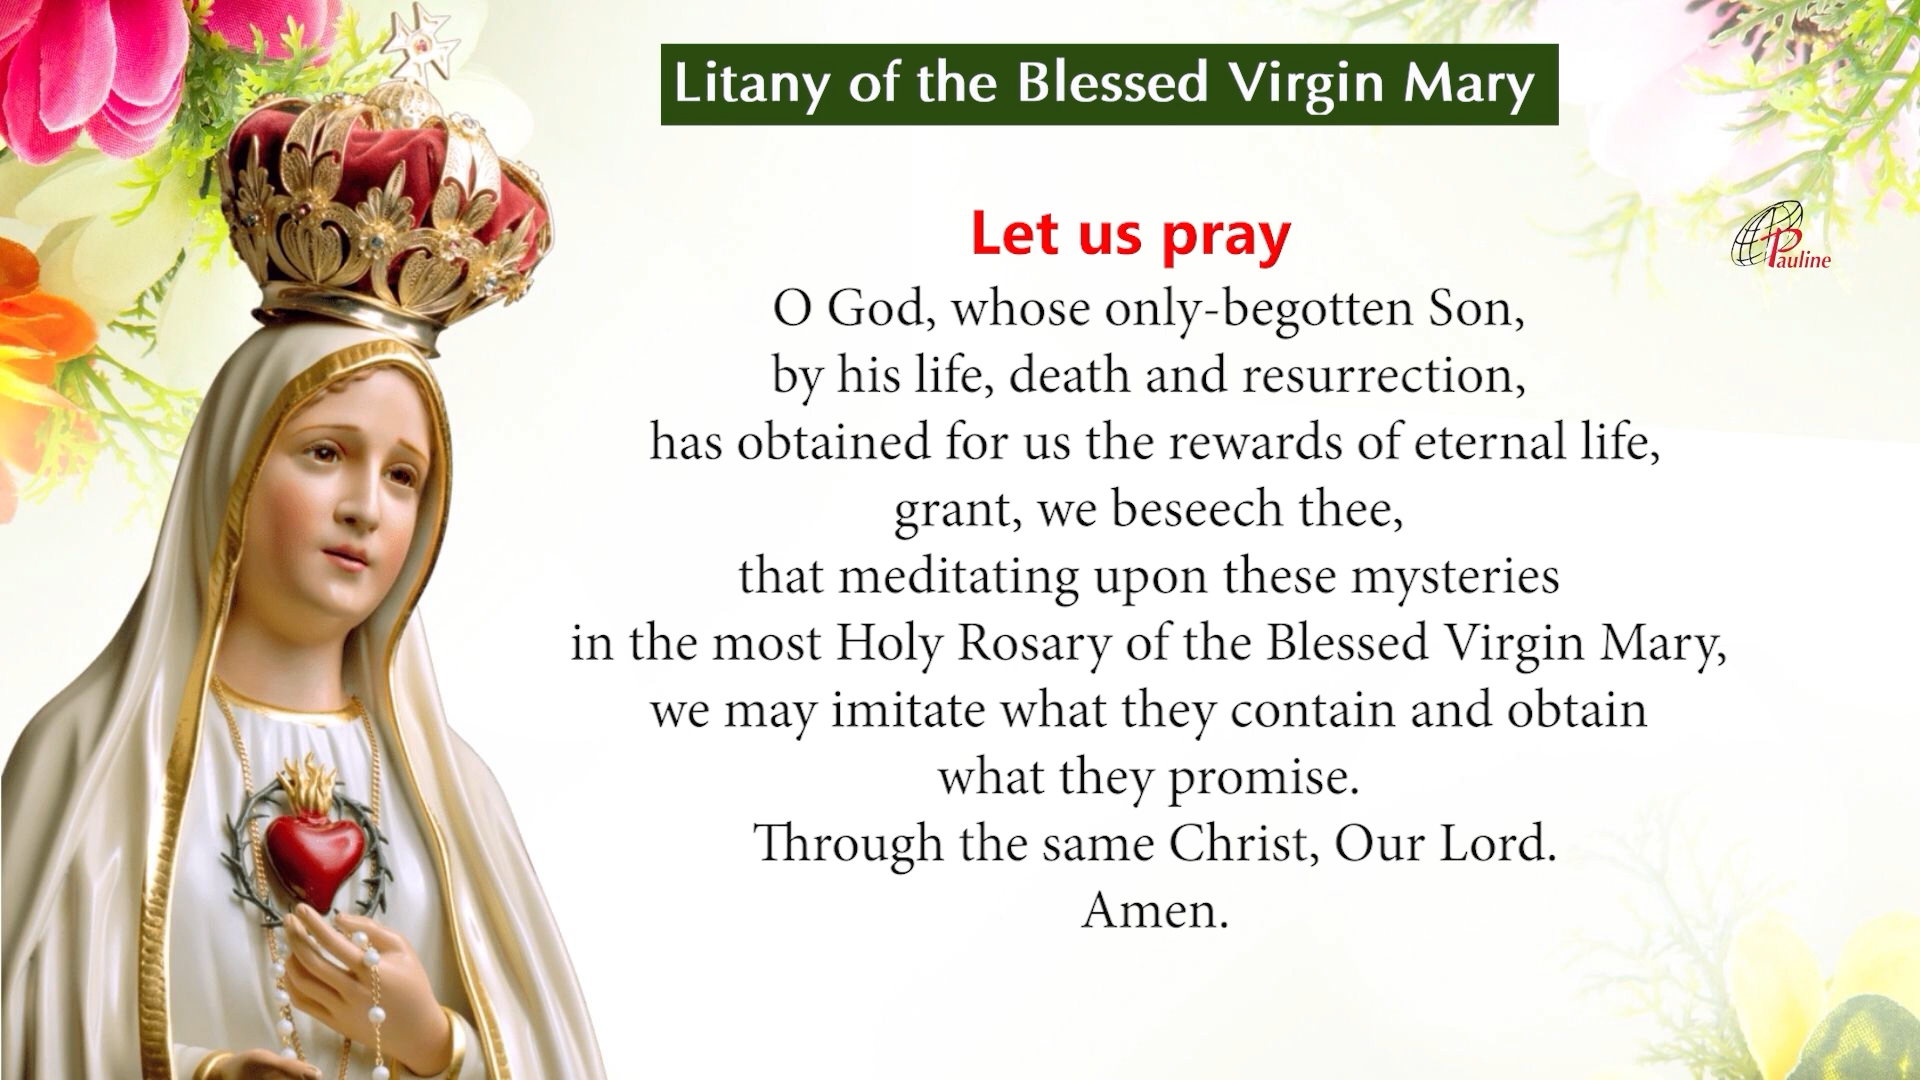 Litany of the Blessed Virgin Mary
Let us pray
Pauline
O God, whose only-begotten Son,
by his life, death and resurrection,
has obtained for us the rewards of eternal life,
grant, we beseech thee,
that meditating upon these mysteries
in the most Holy Rosary of the Blessed Virgin Mary,
we may imitate what they contain and obtain
what they promise.
Through the same Christ, Our Lord.
Amen.